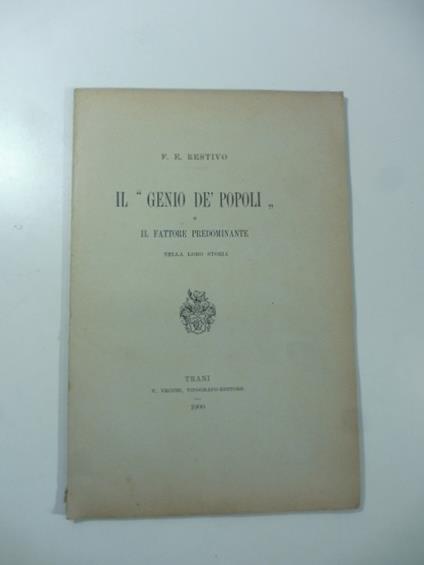 F. E. RESTIVO
IL “ GENIO DE' POPOLI „
E
IL FATTORE PREDOMINANTE
NELLA LORO STORIA
TRANI
V. VECCHI, TIPOGRAFO-EDITORE
1900